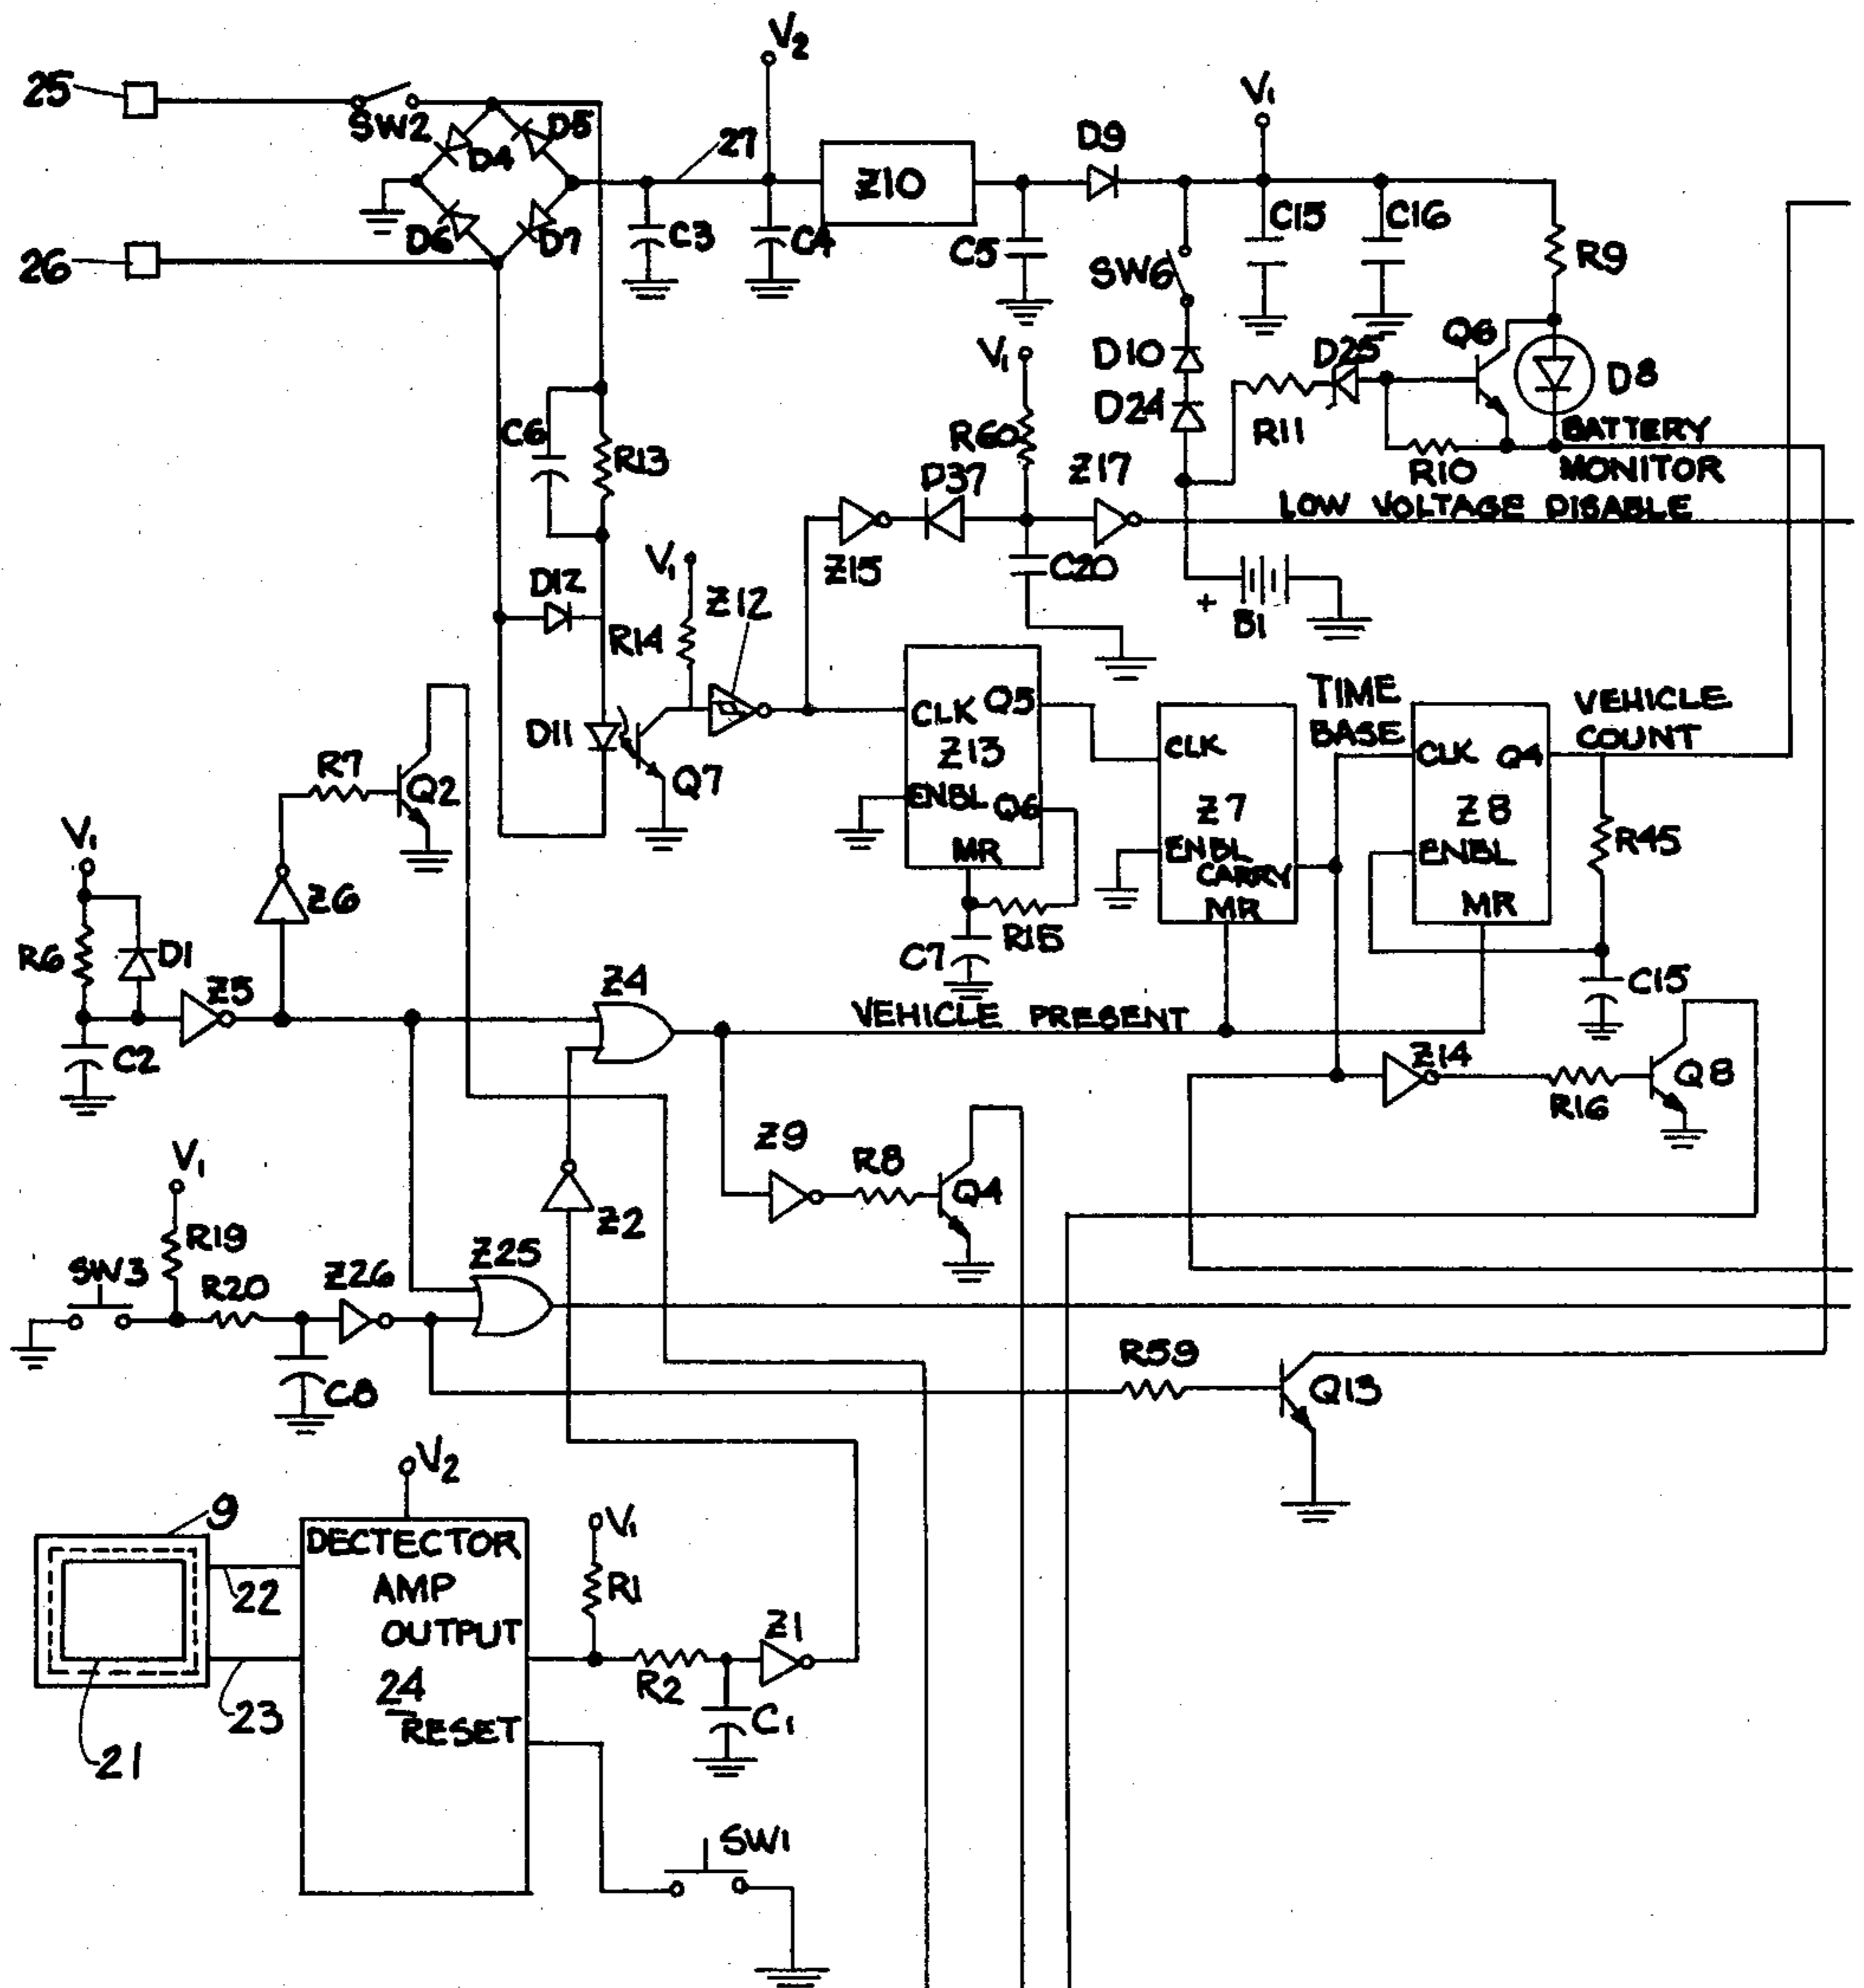 V2
25
SW2
D5
D4
27
V1
D9
Z10
C15
C16
26
D6
D7
C3
C4
C5
SW6
R9
V1
D10
D25
Q6
D8
D24
R11
C6
R13
R60
D37
Z17
R10
BATTERY
MONITOR
LOW VOLTAGE DISABLE
Z15
C20
V1
D12
Z12
R14
+
B1
CLK Q5
Z13
ENBL Q6
MR
TIME
BASE
VEHICLE
COUNT
CLK
Z7
ENBL
CARRY
MR
CLK Q4
Z8
ENBL
MR
D11
Q7
R7
Q2
R45
V1
Z6
R6
D1
Z5
C7
R15
Z4
VEHICLE PRESENT
C15
C2
Z14
Q8
R16
V1
Z9
R8
Q4
Z2
R19
SW3
R20
Z26
Z25
C8
R59
Q13
V2
9
DECTECTOR
AMP
OUTPUT
24
RESET
V1
R1
22
Z1
R2
23
C1
21
SW1